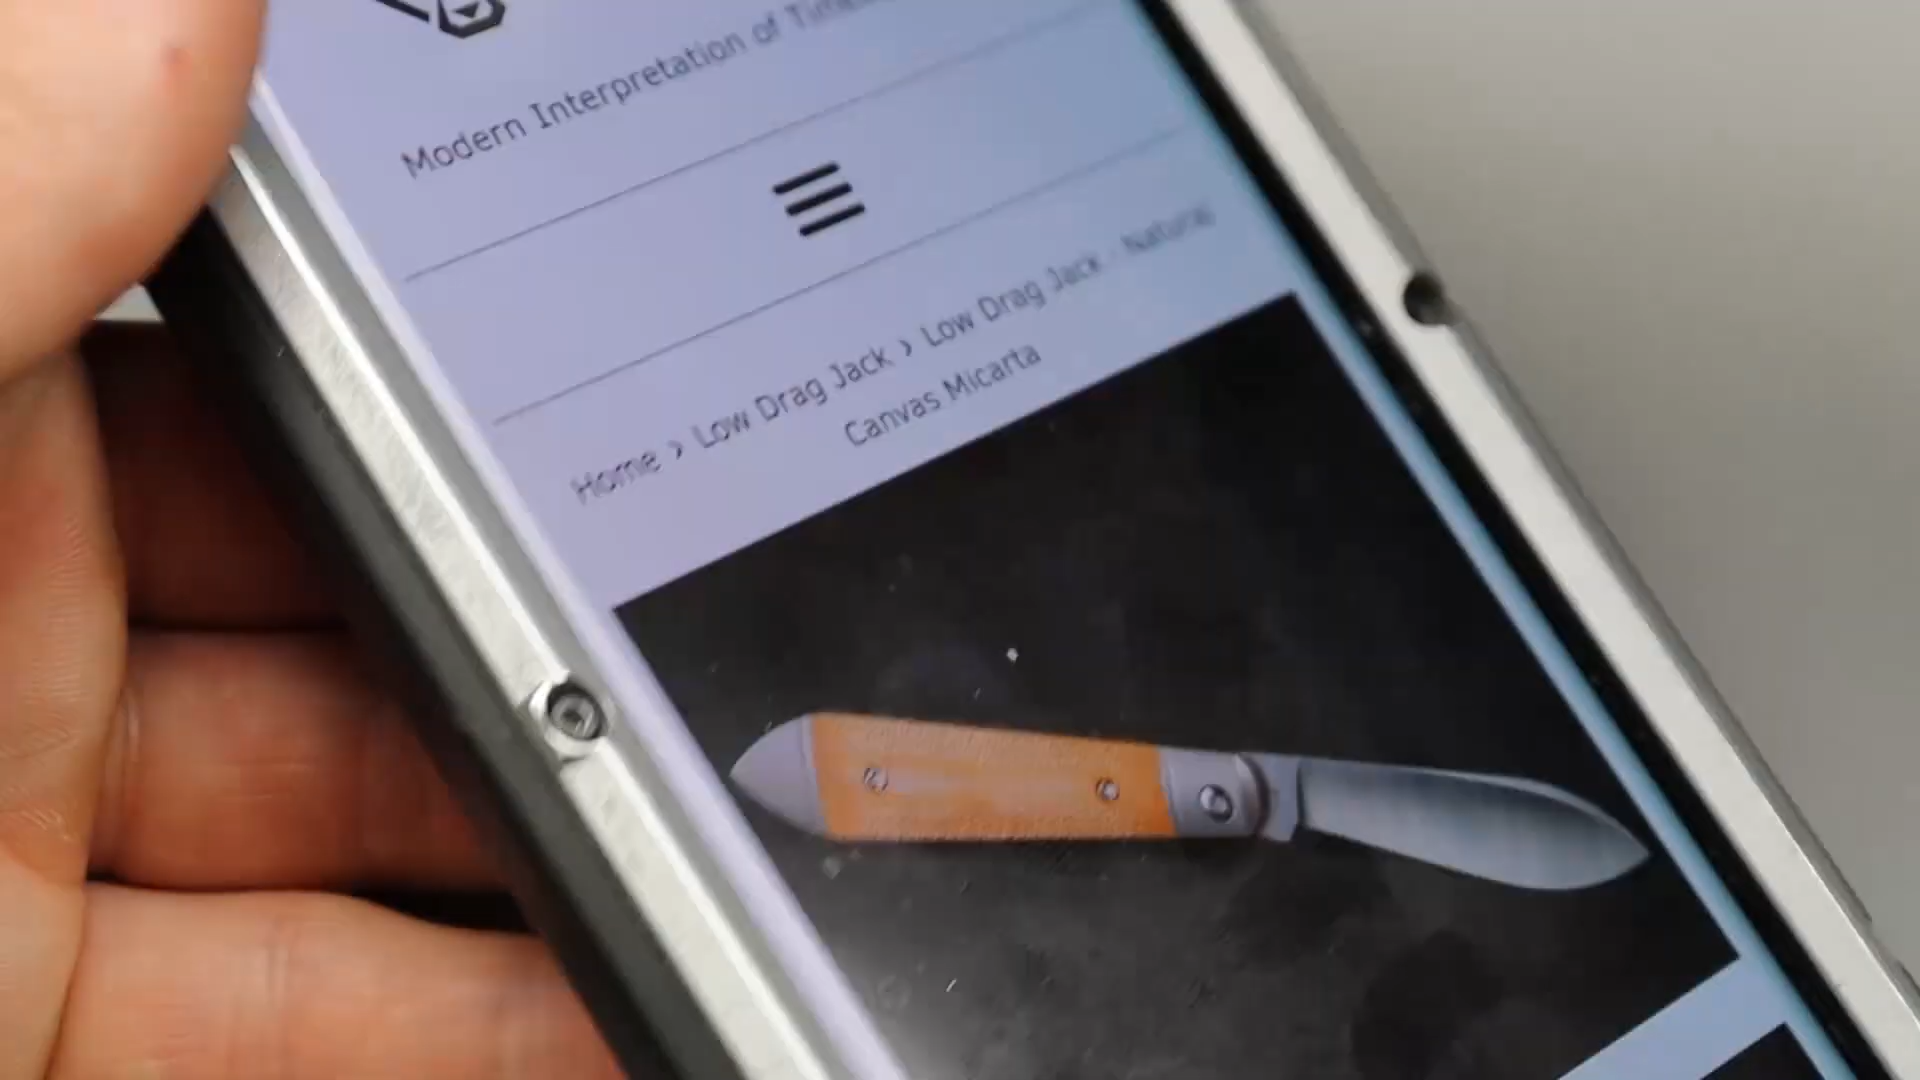 Modern Interpretation of
Home > Low Drag Jack > Low Drag Jack - Natural
Canvas Micarta